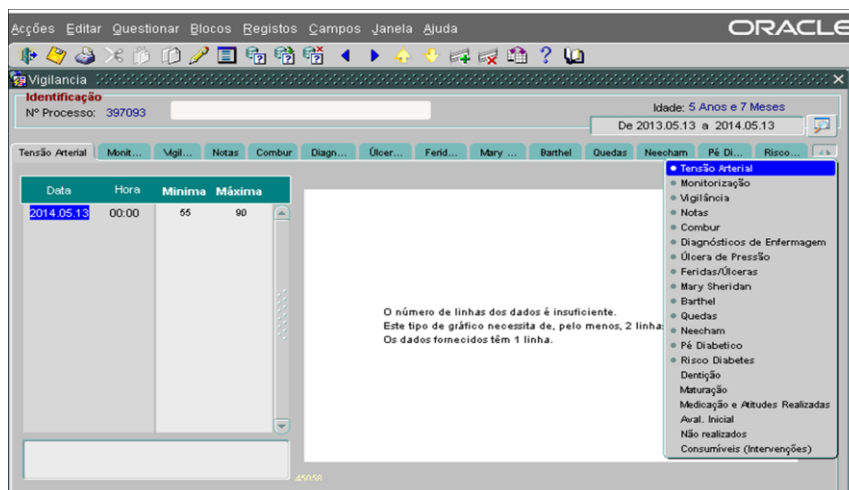 Acções Editar Questionar Blocos Registos Campos Janela Ajuda
ORACLE
Vigilancia
Identificação
Nº Processo: 397093
Idade: 5 Anos e 7 Meses
De 2013.05.13 a 2014.05.13
Tensão Arterial Monit... Vigil... Notas Combur Diagn... Úlcer... Ferid... Mary ... Barthel Quedas Neecham Pé Di... Risco...
Data Hora Minima Máxima
2014.05.13 00:00 55 90
O número de linhas dos dados é insuficiente.
Este tipo de gráfico necessita de, pelo menos, 2 linhas
Os dados fornecidos têm 1 linha.
Tensão Arterial
Monitorização
Vigilância
Notas
Combur
Diagnósticos de Enfermagem
Úlcera de Pressão
Feridas/Úlceras
Mary Sheridan
Barthel
Quedas
Neecham
Pé Diabetico
Risco Diabetes
Dentição
Maturação
Medicação e Atitudes Realizadas
Aval. Inicial
Não realizados
Consumíveis (Intervenções)
45058